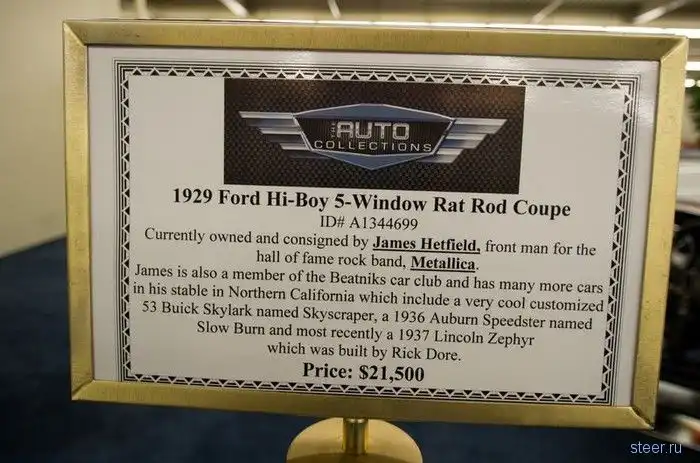 THE AUTO
COLLECTIONS
1929 Ford Hi-Boy 5-Window Rat Rod Coupe
ID# A1344699
Currently owned and consigned by James Hetfield, front man for the
hall of fame rock band, Metallica.
James is also a member of the Beatniks car club and has many more cars
in his stable in Northern California which include a very cool customized
53 Buick Skylark named Skyscraper, a 1936 Auburn Speedster named
Slow Burn and most recently a 1937 Lincoln Zephyr
which was built by Rick Dore.
Price: $21,500
steer.ru